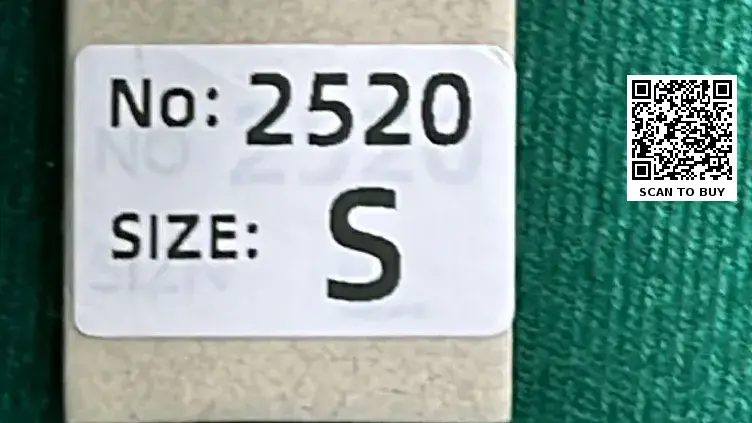 No: 2520
SIZE: S
SCAN TO BUY